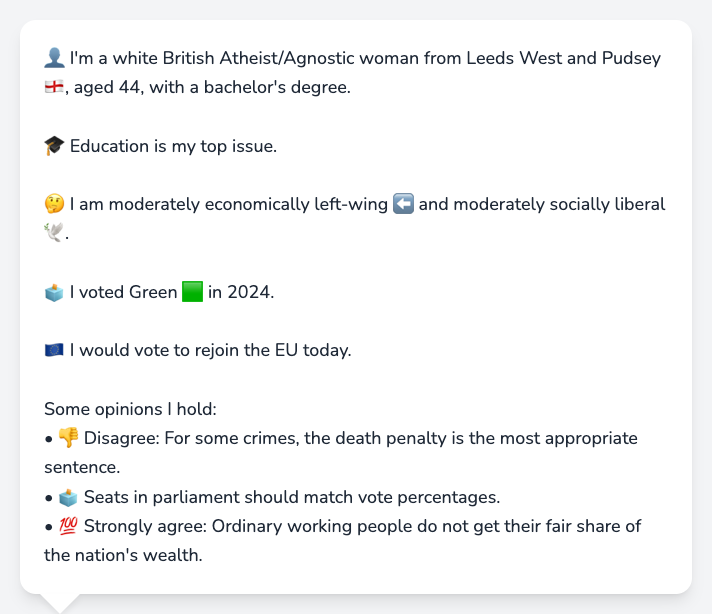 👤 I'm a white British Atheist/Agnostic woman from Leeds West and Pudsey
🏴󠁧󠁢󠁥󠁮󠁧󠁿, aged 44, with a bachelor's degree.
🎓 Education is my top issue.
🤔 I am moderately economically left-wing ⬅️ and moderately socially liberal
🕊️.
🗳️ I voted Green 🟩 in 2024.
🇪🇺 I would vote to rejoin the EU today.
Some opinions I hold:
• 👎 Disagree: For some crimes, the death penalty is the most appropriate
sentence.
• 🗳️ Seats in parliament should match vote percentages.
• 💯 Strongly agree: Ordinary working people do not get their fair share of
the nation's wealth.